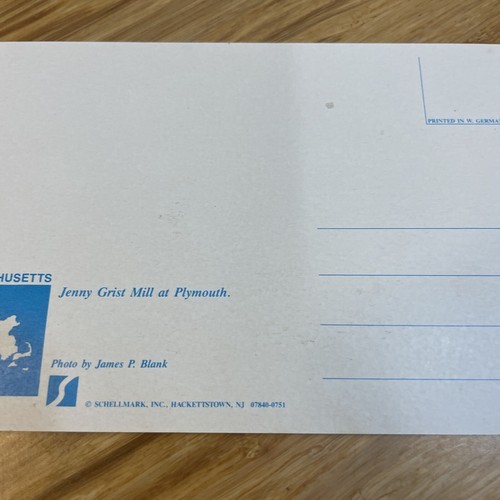 PRINTED IN W. GERMA
HUSETTS
Jenny Grist Mill at Plymouth.
Photo by James P. Blank
© SCHELLMARK, INC., HACKETTSTOWN, NJ 07840-0751